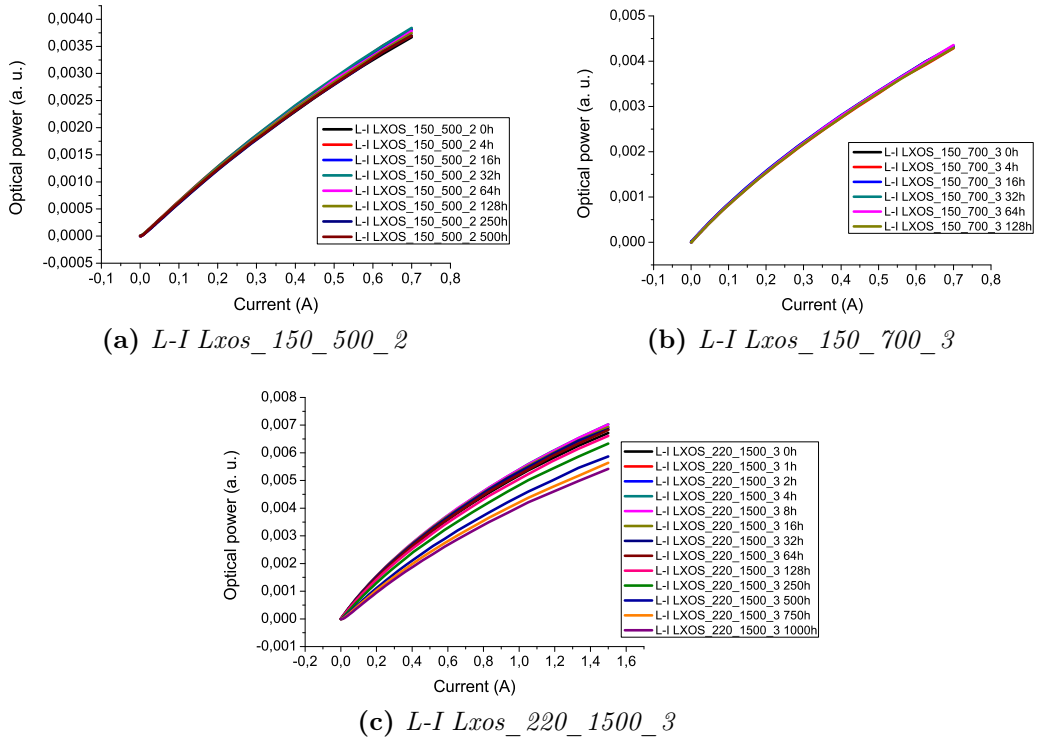 0,0040
0,0035
0,0030
0,0025
0,0020
0,0015
0,0010
0,0005
0,0000
-0,0005
Optical power (a. u.)
-0,1 0,0 0,1 0,2 0,3 0,4 0,5 0,6 0,7 0,8
Current (A)
L-I LXOS_150_500_2 0h
L-I LXOS_150_500_2 4h
L-I LXOS_150_500_2 16h
L-I LXOS_150_500_2 32h
L-I LXOS_150_500_2 64h
L-I LXOS_150_500_2 128h
L-I LXOS_150_500_2 250h
L-I LXOS_150_500_2 500h
(a) L-I Lxos_150_500_2
0,005
0,004
0,003
0,002
0,001
0,000
Optical power (a. u.)
-0,1 0,0 0,1 0,2 0,3 0,4 0,5 0,6 0,7 0,8
Current (A)
L-I LXOS_150_700_3 0h
L-I LXOS_150_700_3 4h
L-I LXOS_150_700_3 16h
L-I LXOS_150_700_3 32h
L-I LXOS_150_700_3 64h
L-I LXOS_150_700_3 128h
(b) L-I Lxos_150_700_3
0,008
0,007
0,006
0,005
0,004
0,003
0,002
0,001
0,000
-0,001
Optical power (a. u.)
-0,2 0,0 0,2 0,4 0,6 0,8 1,0 1,2 1,4 1,6
Current (A)
L-I LXOS_220_1500_3 0h
L-I LXOS_220_1500_3 1h
L-I LXOS_220_1500_3 2h
L-I LXOS_220_1500_3 4h
L-I LXOS_220_1500_3 8h
L-I LXOS_220_1500_3 16h
L-I LXOS_220_1500_3 32h
L-I LXOS_220_1500_3 64h
L-I LXOS_220_1500_3 128h
L-I LXOS_220_1500_3 250h
L-I LXOS_220_1500_3 500h
L-I LXOS_220_1500_3 750h
L-I LXOS_220_1500_3 1000h
(c) L-I Lxos_220_1500_3